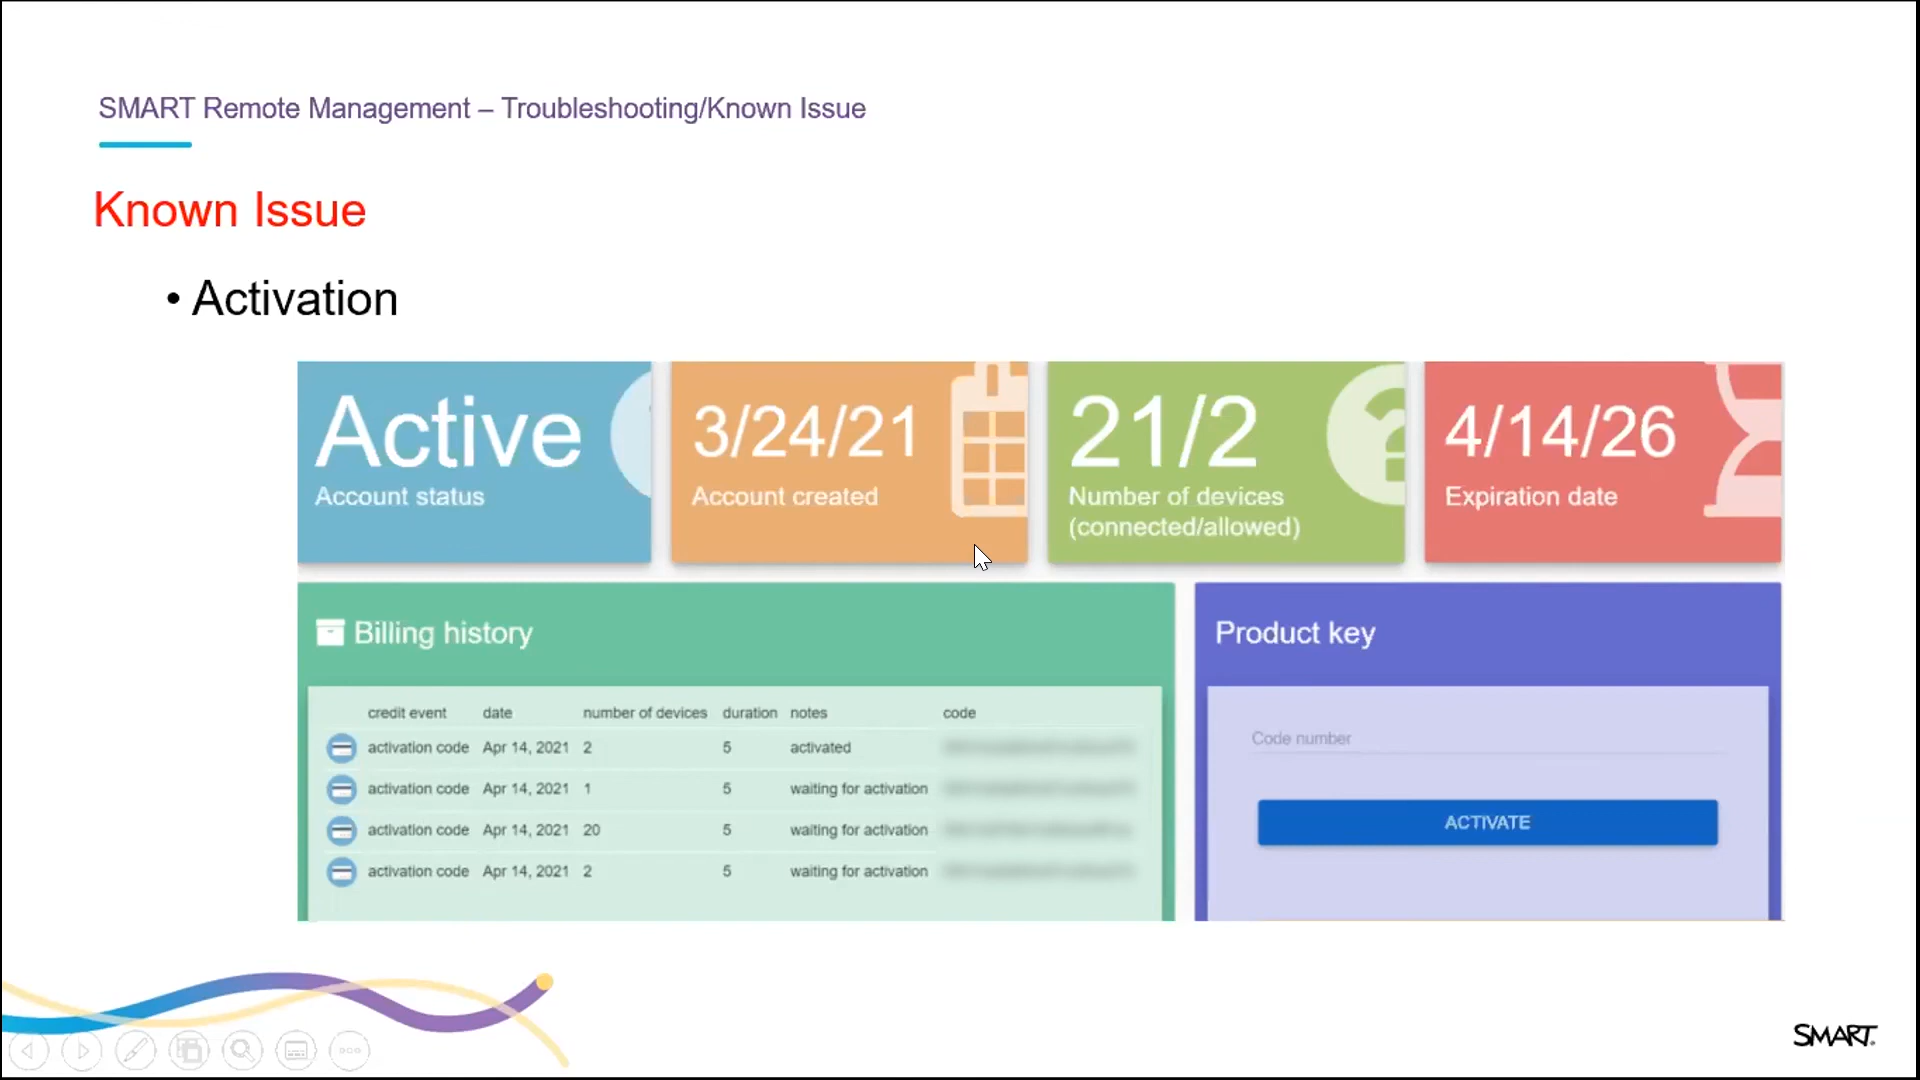 SMART Remote Management – Troubleshooting/Known Issue
Known Issue
• Activation
Active
Account status
3/24/21
Account created
21/2
Number of devices
(connected/allowed)
4/14/26
Expiration date
Billing history
credit event date number of devices duration notes code
activation code Apr 14, 2021 2 5 activated
activation code Apr 14, 2021 1 5 waiting for activation
activation code Apr 14, 2021 20 5 waiting for activation
activation code Apr 14, 2021 2 5 waiting for activation
Product key
Code number
ACTIVATE
SMART